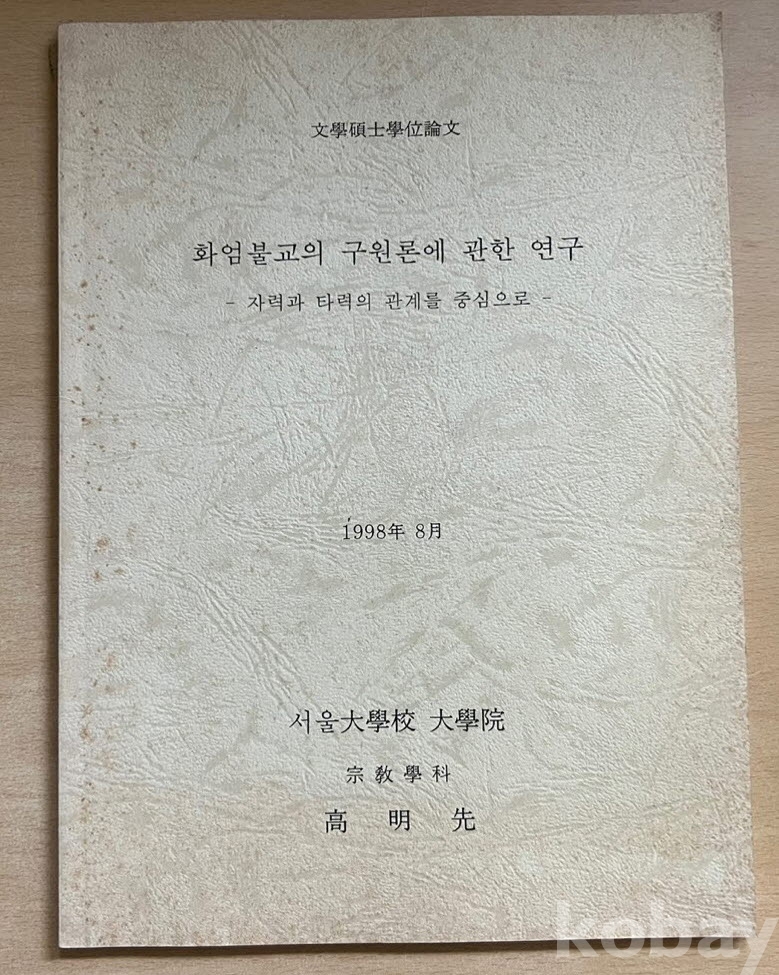 文學碩士學位論文
화엄불교의 구원론에 관한 연구
- 자력과 타력의 관계를 중심으로 -
1998年 8月
서울大學校 大學院
宗敎學科
高 明 先
kobay